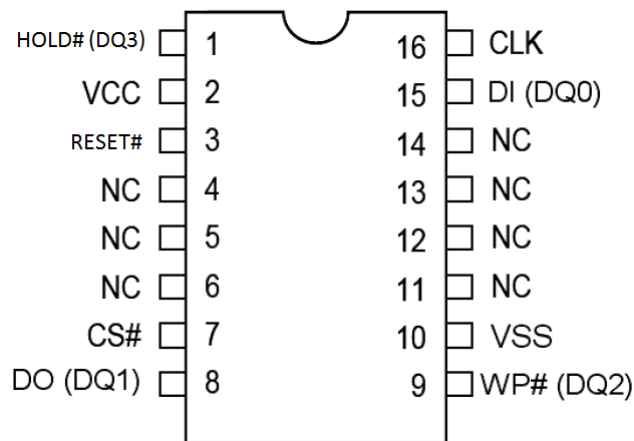 HOLD# (DQ3) 1 16 CLK
VCC 2 15 DI (DQ0)
RESET# 3 14 NC
NC 4 13 NC
NC 5 12 NC
NC 6 11 NC
CS# 7 10 VSS
DO (DQ1) 8 9 WP# (DQ2)